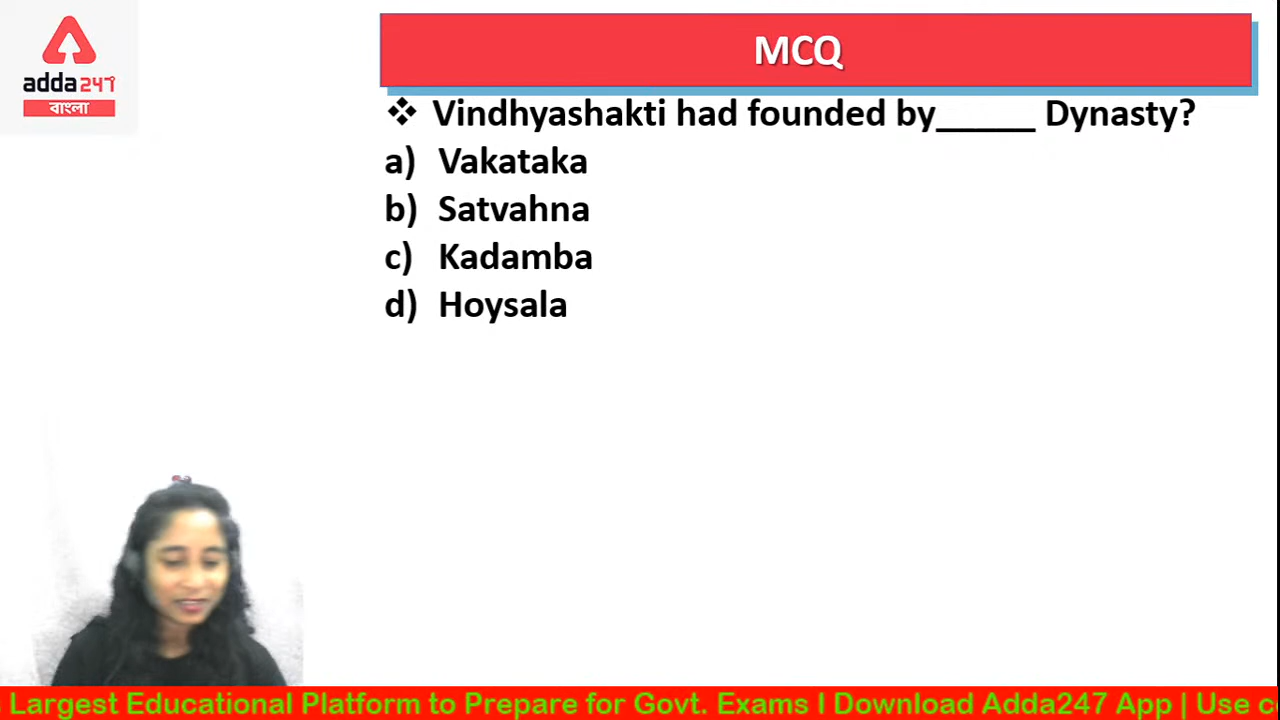 adda247
বাংলা
MCQ
❖ Vindhyashakti had founded by_____ Dynasty?
a) Vakataka
b) Satvahna
c) Kadamba
d) Hoysala
Largest Educational Platform to Prepare for Govt. Exams I Download Adda247 App | Use